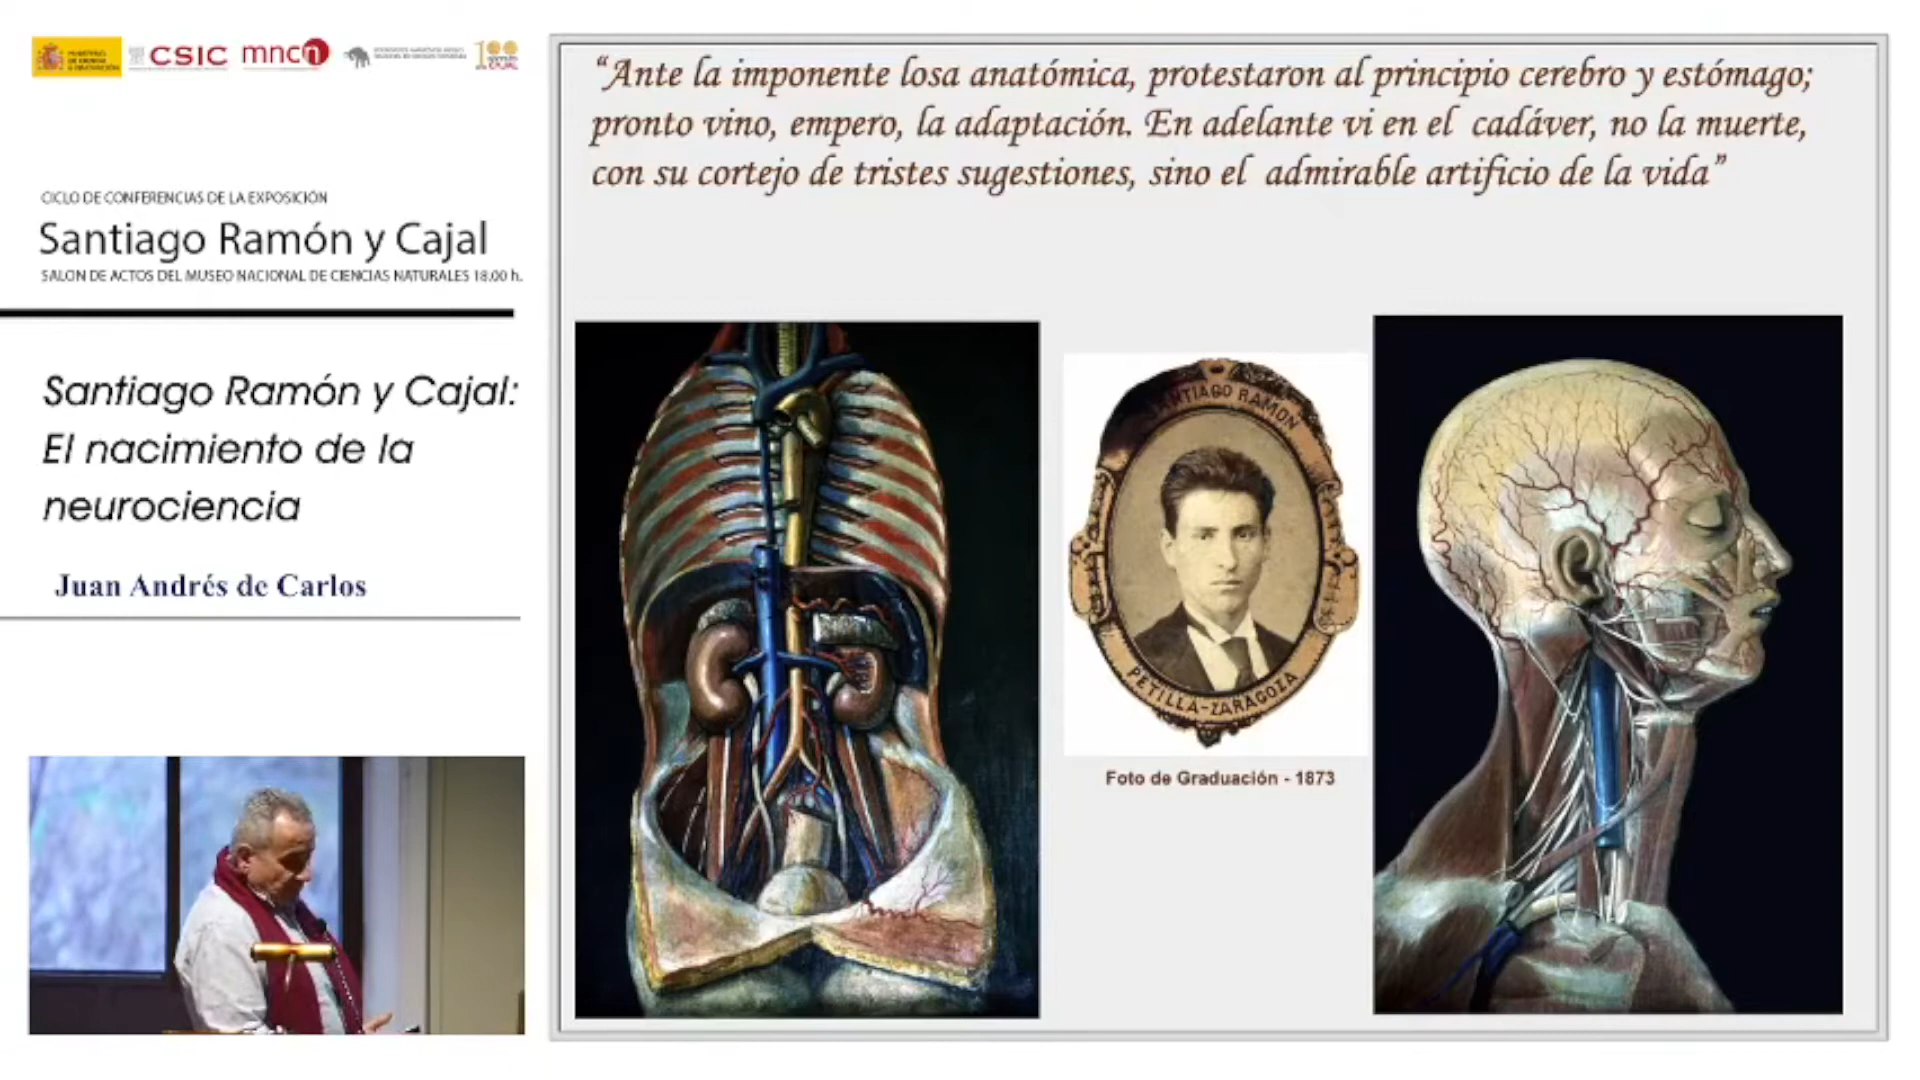 CSIC mncn
CAJAL
CICLO DE CONFERENCIAS DE LA EXPOSICIÓN
Santiago Ramón y Cajal
SALON DE ACTOS DEL MUSEO NACIONAL DE CIENCIAS NATURALES 18.00 h.
Santiago Ramón y Cajal:
El nacimiento de la
neurociencia
Juan Andrés de Carlos
“Ante la imponente losa anatómica, protestaron al principio cerebro y estómago;
pronto vino, empero, la adaptación. En adelante vi en el cadáver, no la muerte,
con su cortejo de tristes sugestiones, sino el admirable artificio de la vida”
SANTIAGO RAMON
PETILLA-ZARAGOZA
Foto de Graduación - 1873